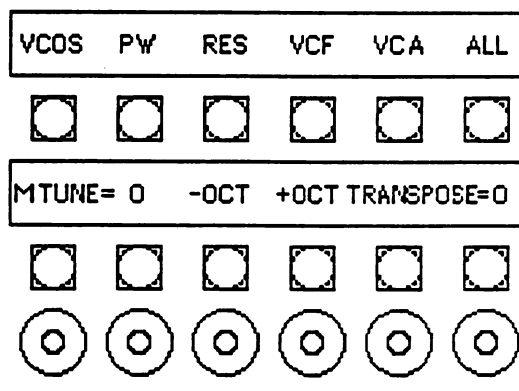 VCOS PW RES VCF VCA ALL
MTUNE= 0 -OCT +OCT TRANSPOSE=0